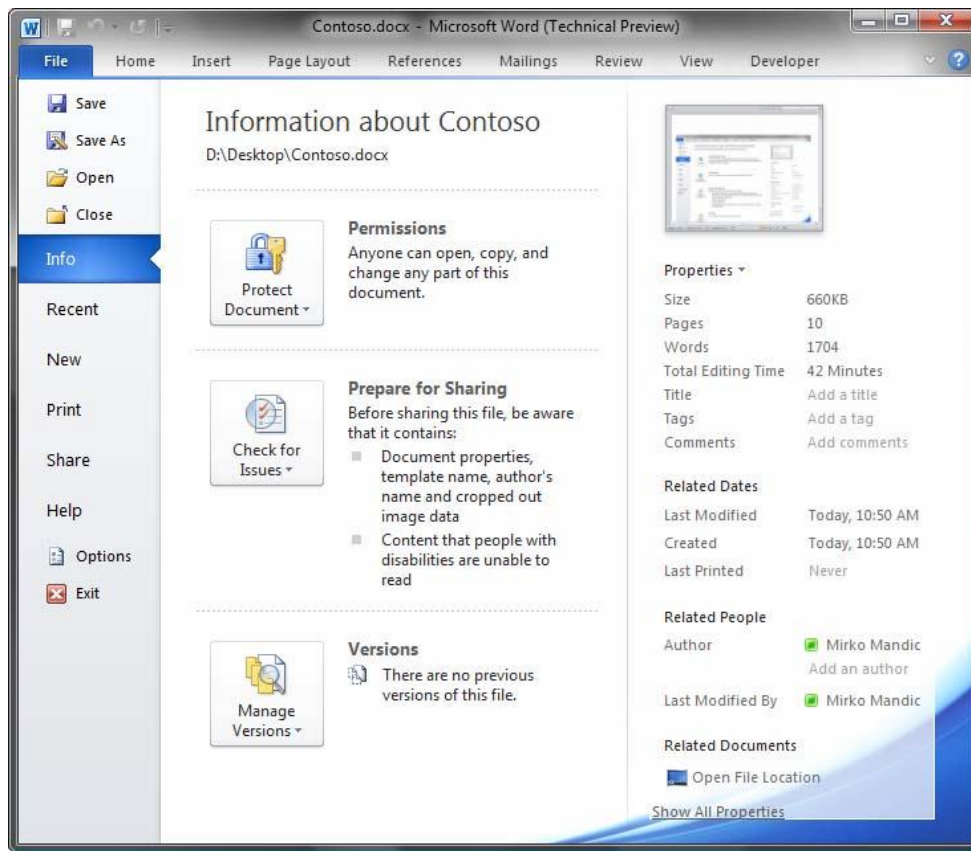 Contoso.docx - Microsoft Word (Technical Preview)
File Home Insert Page Layout References Mailings Review View Developer
Save
Save As
Open
Close
Info
Recent
New
Print
Share
Help
Options
Exit
Information about Contoso
D:\Desktop\Contoso.docx
Protect
Document
Permissions
Anyone can open, copy, and
change any part of this
document.
Check for
Issues
Prepare for Sharing
Before sharing this file, be aware
that it contains:
Document properties,
template name, author's
name and cropped out
image data
Content that people with
disabilities are unable to
read
Manage
Versions
Versions
There are no previous
versions of this file.
Properties
Size 660KB
Pages 10
Words 1704
Total Editing Time 42 Minutes
Title Add a title
Tags Add a tag
Comments Add comments
Related Dates
Last Modified Today, 10:50 AM
Created Today, 10:50 AM
Last Printed Never
Related People
Author Mirko Mandic
Add an author
Last Modified By Mirko Mandic
Related Documents
Open File Location
Show All Properties